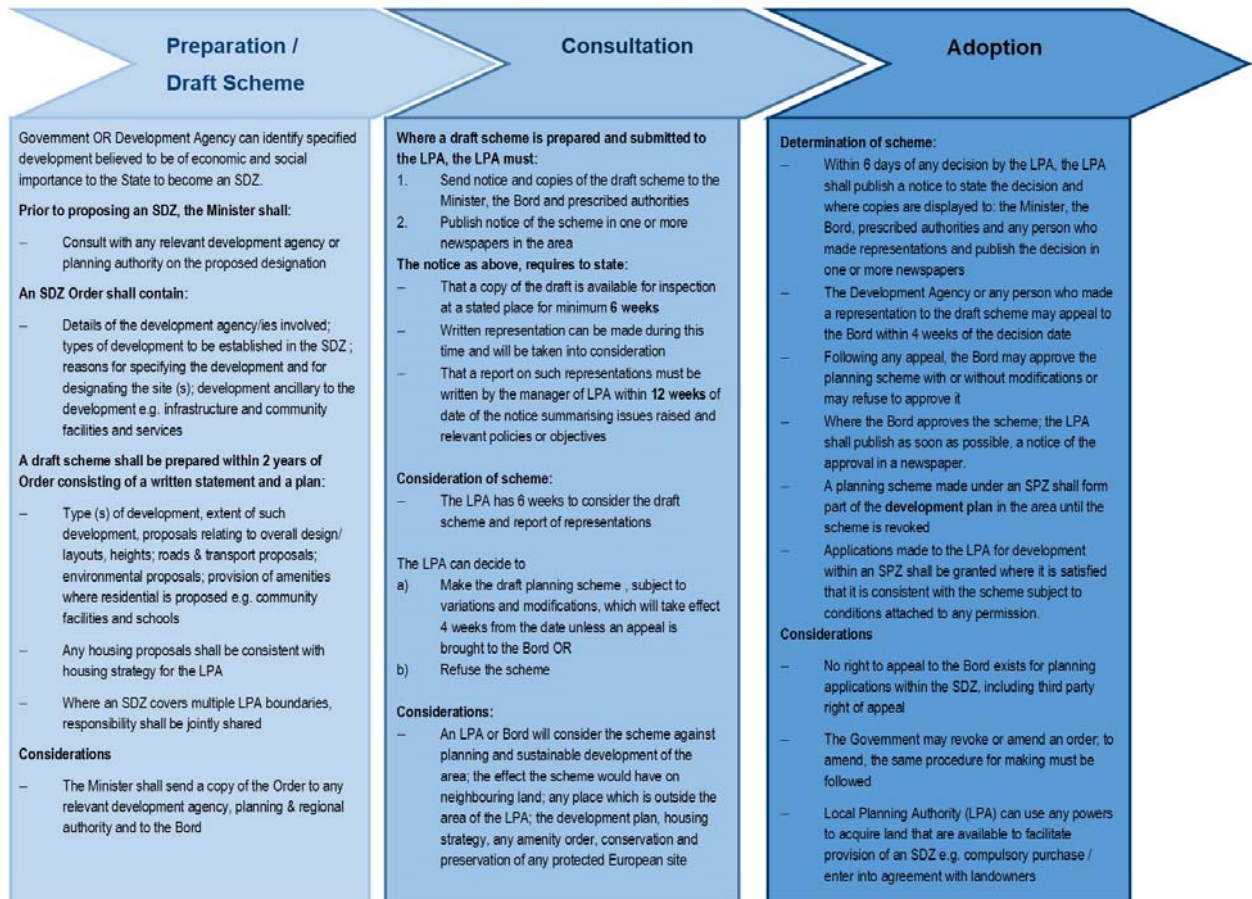 Preparation /
Draft Scheme
Government OR Development Agency can identify specified
development believed to be of economic and social
importance to the State to become an SDZ.
Prior to proposing an SDZ, the Minister shall:
– Consult with any relevant development agency or
planning authority on the proposed designation
An SDZ Order shall contain:
– Details of the development agency/ies involved;
types of development to be established in the SDZ ;
reasons for specifying the development and for
designating the site (s); development ancillary to the
development e.g. infrastructure and community
facilities and services
A draft scheme shall be prepared within 2 years of
Order consisting of a written statement and a plan:
– Type (s) of development, extent of such
development, proposals relating to overall design/
layouts, heights; roads & transport proposals;
environmental proposals; provision of amenities
where residential is proposed e.g. community
facilities and schools
– Any housing proposals shall be consistent with
housing strategy for the LPA
– Where an SDZ covers multiple LPA boundaries,
responsibility shall be jointly shared
Considerations
– The Minister shall send a copy of the Order to any
relevant development agency, planning & regional
authority and to the Bord
Consultation
Where a draft scheme is prepared and submitted to
the LPA, the LPA must:
1. Send notice and copies of the draft scheme to the
Minister, the Bord and prescribed authorities
2. Publish notice of the scheme in one or more
newspapers in the area
The notice as above, requires to state:
– That a copy of the draft is available for inspection
at a stated place for minimum 6 weeks
– Written representation can be made during this
time and will be taken into consideration
– That a report on such representations must be
written by the manager of LPA within 12 weeks of
date of the notice summarising issues raised and
relevant policies or objectives
Consideration of scheme:
– The LPA has 6 weeks to consider the draft
scheme and report of representations
The LPA can decide to
a) Make the draft planning scheme , subject to
variations and modifications, which will take effect
4 weeks from the date unless an appeal is
brought to the Bord OR
b) Refuse the scheme
Considerations:
– An LPA or Bord will consider the scheme against
planning and sustainable development of the
area; the effect the scheme would have on
neighbouring land; any place which is outside the
area of the LPA; the development plan, housing
strategy, any amenity order, conservation and
preservation of any protected European site
Adoption
Determination of scheme:
– Within 6 days of any decision by the LPA, the LPA
shall publish a notice to state the decision and
where copies are displayed to: the Minister, the
Bord, prescribed authorities and any person who
made representations and publish the decision in
one or more newspapers
– The Development Agency or any person who made
a representation to the draft scheme may appeal to
the Bord within 4 weeks of the decision date
– Following any appeal, the Bord may approve the
planning scheme with or without modifications or
may refuse to approve it
– Where the Bord approves the scheme; the LPA
shall publish as soon as possible, a notice of the
approval in a newspaper.
– A planning scheme made under an SPZ shall form
part of the development plan in the area until the
scheme is revoked
– Applications made to the LPA for development
within an SPZ shall be granted where it is satisfied
that it is consistent with the scheme subject to
conditions attached to any permission.
Considerations
– No right to appeal to the Bord exists for planning
applications within the SDZ, including third party
right of appeal
– The Government may revoke or amend an order; to
amend, the same procedure for making must be
followed
– Local Planning Authority (LPA) can use any powers
to acquire land that are available to facilitate
provision of an SDZ e.g. compulsory purchase /
enter into agreement with landowners